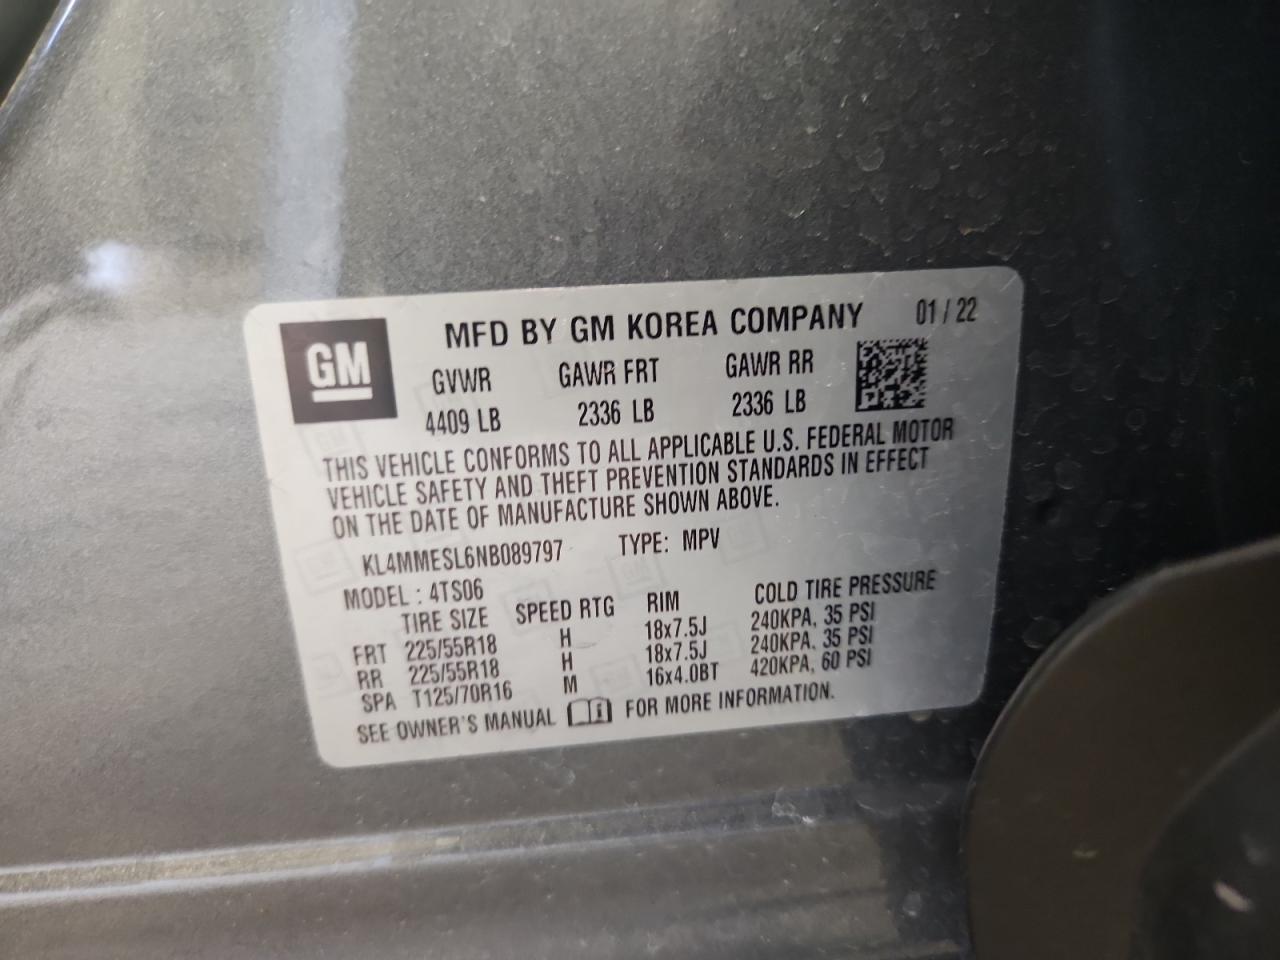 GM
MFD BY GM KOREA COMPANY 01 / 22
GVWR GAWR FRT GAWR RR
4409 LB 2336 LB 2336 LB
THIS VEHICLE CONFORMS TO ALL APPLICABLE U.S. FEDERAL MOTOR
VEHICLE SAFETY AND THEFT PREVENTION STANDARDS IN EFFECT
ON THE DATE OF MANUFACTURE SHOWN ABOVE.
KL4MMESL6NB089797 TYPE: MPV
MODEL : 4TS06
TIRE SIZE SPEED RTG RIM COLD TIRE PRESSURE
FRT 225/55R18 H 18x7.5J 240KPA, 35 PSI
RR 225/55R18 H 18x7.5J 240KPA, 35 PSI
SPA T125/70R16 M 16x4.0BT 420KPA, 60 PSI
SEE OWNER'S MANUAL FOR MORE INFORMATION.